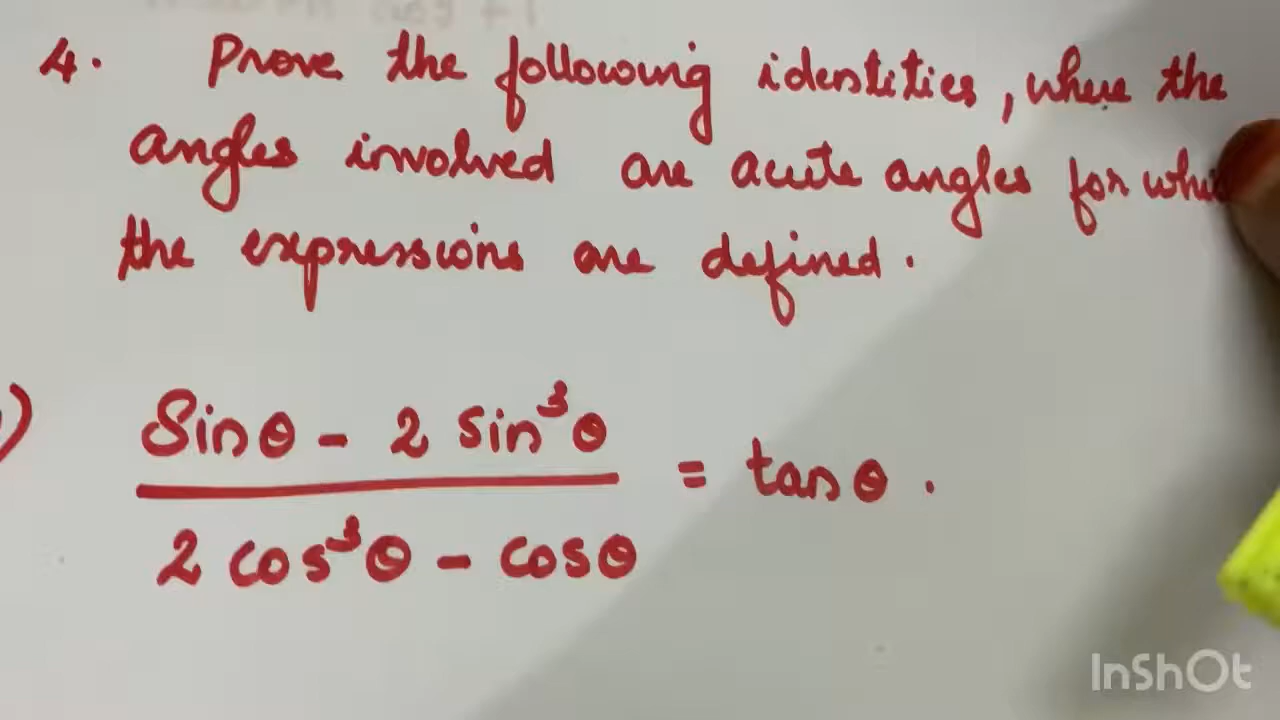 4. Prove the following identities, where the
angles involved are acute angles for
the expressions are defined.
)
Sinθ - 2 Sin³θ
= tanθ.
2 cos³θ - cosθ
InShOt